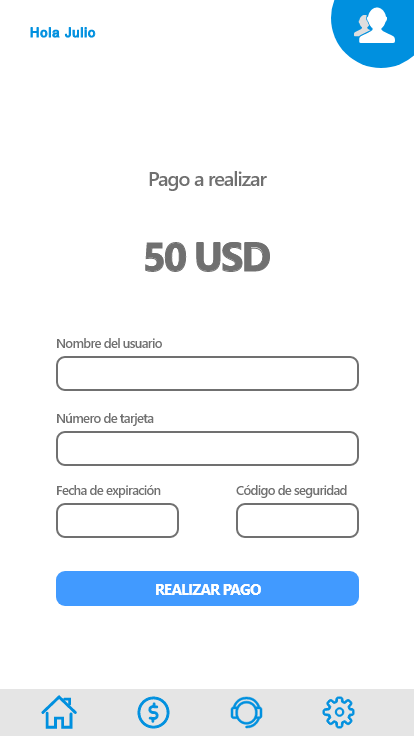 Hola Julio
Pago a realizar
50 USD
Nombre del usuario
Número de tarjeta
Fecha de expiración
Código de seguridad
REALIZAR PAGO
$